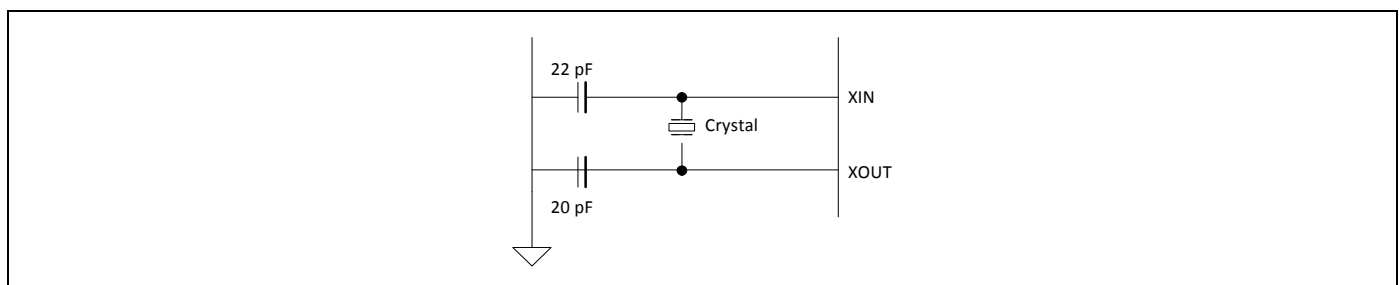 22 pF
XIN
Crystal
XOUT
20 pF